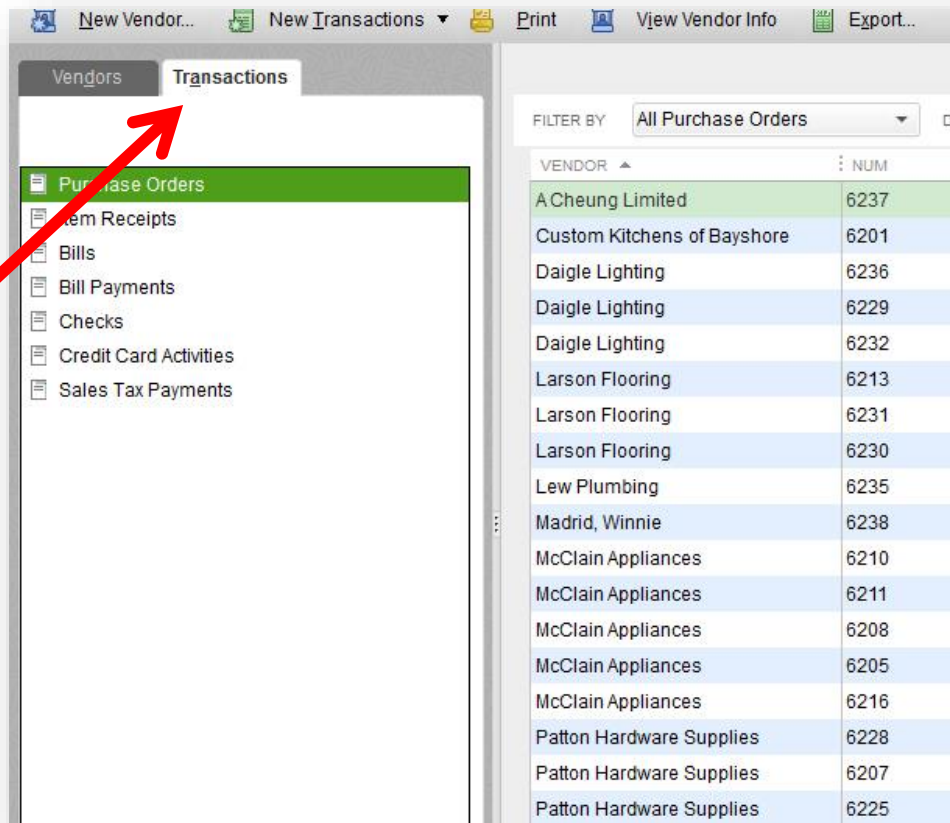 New Vendor... New Transactions Print View Vendor Info Export...
Vendors Transactions
Purchase Orders
Item Receipts
Bills
Bill Payments
Checks
Credit Card Activities
Sales Tax Payments
FILTER BY All Purchase Orders D
VENDOR NUM
A Cheung Limited 6237
Custom Kitchens of Bayshore 6201
Daigle Lighting 6236
Daigle Lighting 6229
Daigle Lighting 6232
Larson Flooring 6213
Larson Flooring 6231
Larson Flooring 6230
Lew Plumbing 6235
Madrid, Winnie 6238
McClain Appliances 6210
McClain Appliances 6211
McClain Appliances 6208
McClain Appliances 6205
McClain Appliances 6216
Patton Hardware Supplies 6228
Patton Hardware Supplies 6207
Patton Hardware Supplies 6225